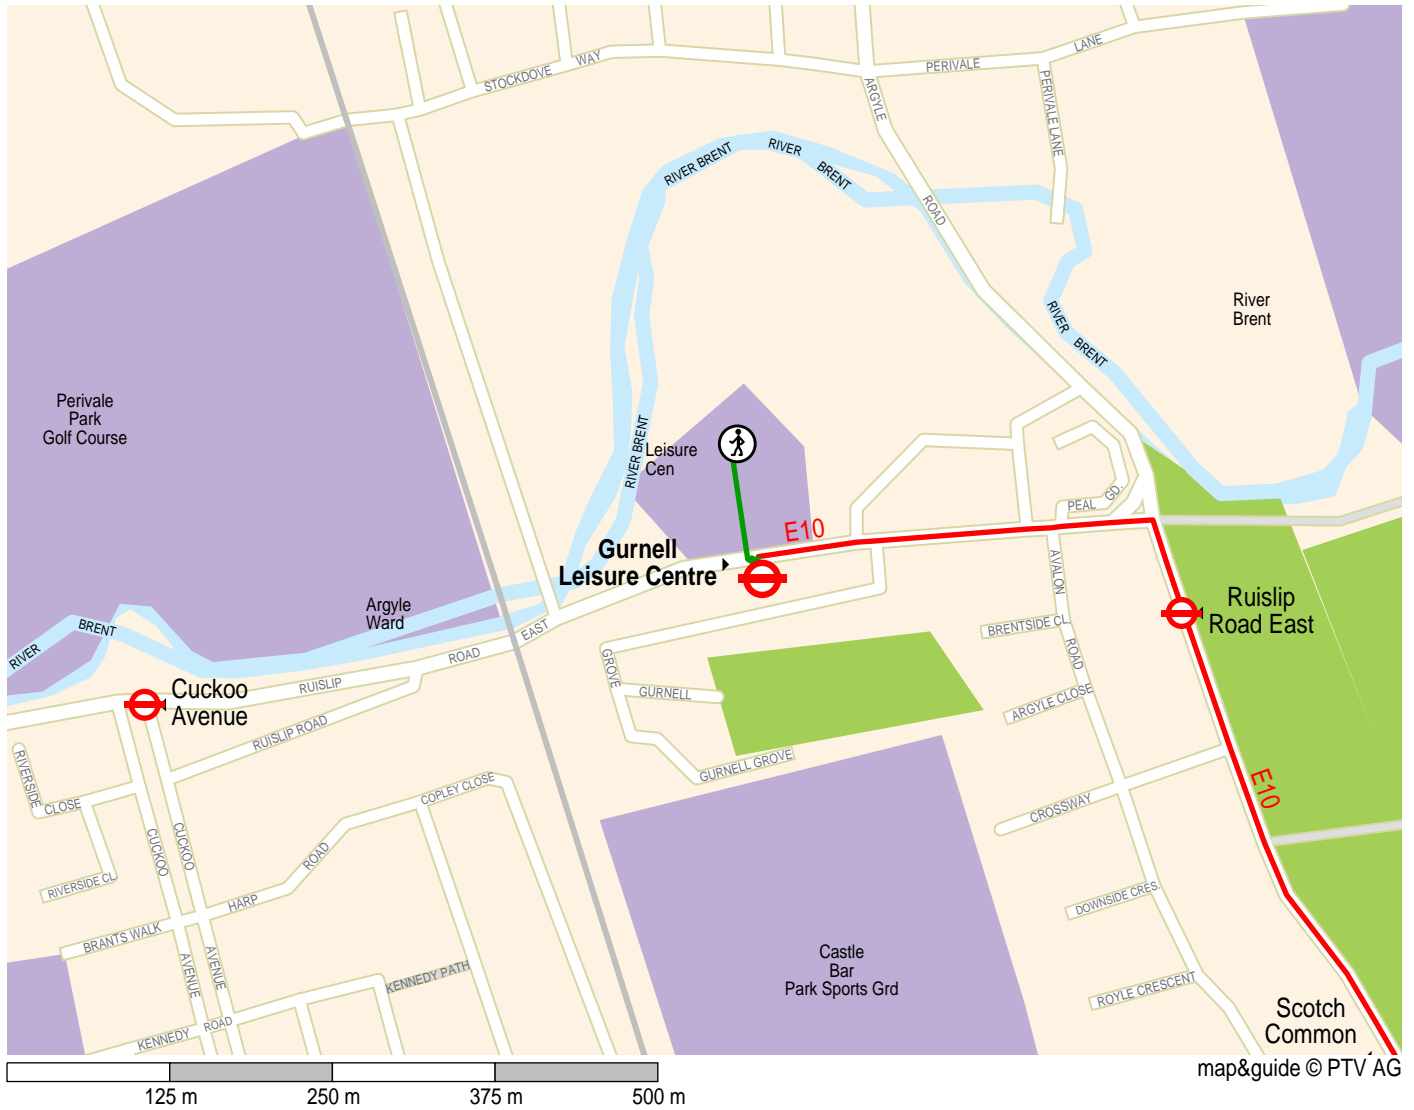 STOCKDOVE WAY
PERIVALE LANE
ARGYLE ROAD
PERIVALE LANE
RIVER BRENT
RIVER BRENT
River
Brent
RIVER BRENT
Perivale
Park
Golf Course
RIVER BRENT
Leisure
Cen
PEAL GD.
E10
Gurnell
Leisure Centre
AVALON ROAD
Ruislip
Road East
Argyle
Ward
BRENTSIDE CL.
RIVER BRENT
RUISLIP ROAD EAST
Cuckoo
Avenue
GROVE
GURNELL
ARGYLE CLOSE
RUISLIP ROAD
GURNELL GROVE
RIVERSIDE CLOSE
COPLEY CLOSE
E10
CROSSWAY
CUCKOO AVENUE
CUCKOO AVENUE
RIVERSIDE CL.
HARP ROAD
BRANTS WALK
DOWNSIDE CRES.
Castle
Bar
Park Sports Grd
KENNEDY PATH
ROYLE CRESCENT
KENNEDY ROAD
Scotch
Common
map&guide © PTV AG
125 m 250 m 375 m 500 m